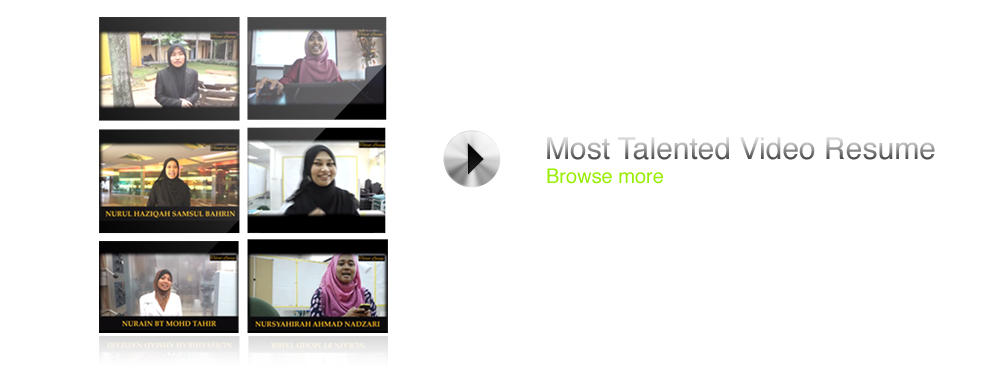 NURUL HAZIQAH SAMSUL BAHRIN
NURAIN BT MOHD TAHIR
NURSYAHIRAH AHMAD NADZARI
Most Talented Video Resume
Browse more